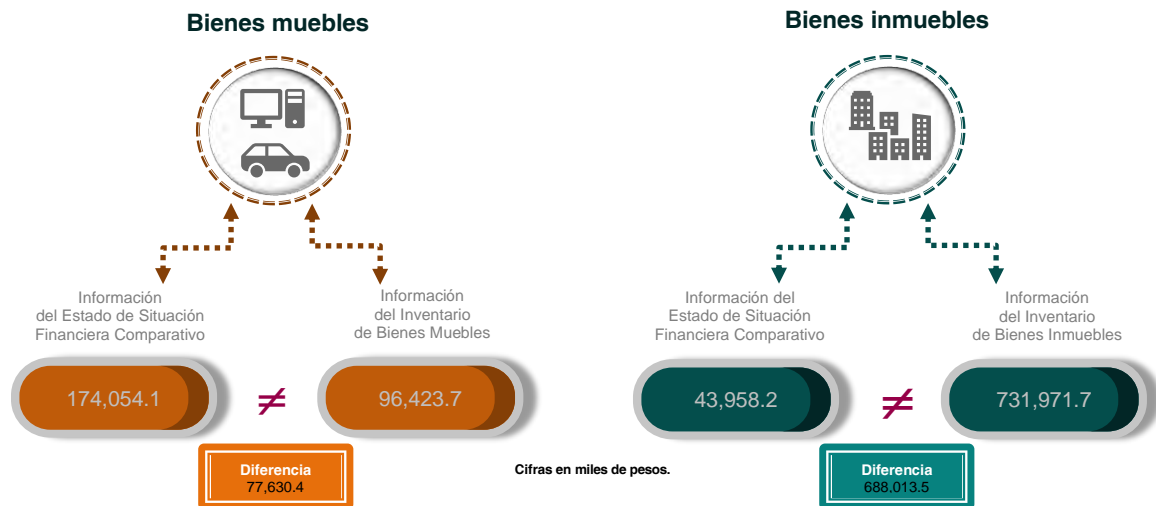 Bienes muebles
Información
del Estado de Situación
Financiera Comparativo
Información
del Inventario
de Bienes Muebles
174,054.1
≠
96,423.7
Diferencia
77,630.4
Bienes inmuebles
Información del
Estado de Situación
Financiera Comparativo
Información
del Inventario
de Bienes Inmuebles
43,958.2
≠
731,971.7
Diferencia
688,013.5
Cifras en miles de pesos.